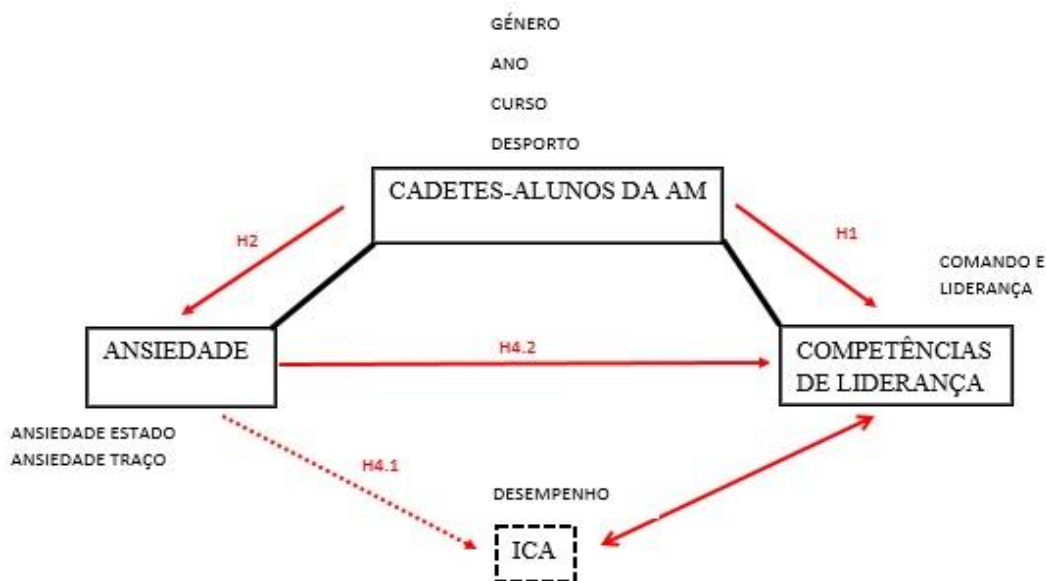 GÉNERO
ANO
CURSO
DESPORTO
CADETES-ALUNOS DA AM
H2
H1
COMANDO E
LIDERANÇA
ANSIEDADE
H4.2
COMPETÊNCIAS
DE LIDERANÇA
ANSIEDADE ESTADO
ANSIEDADE TRAÇO
H4.1
DESEMPENHO
ICA